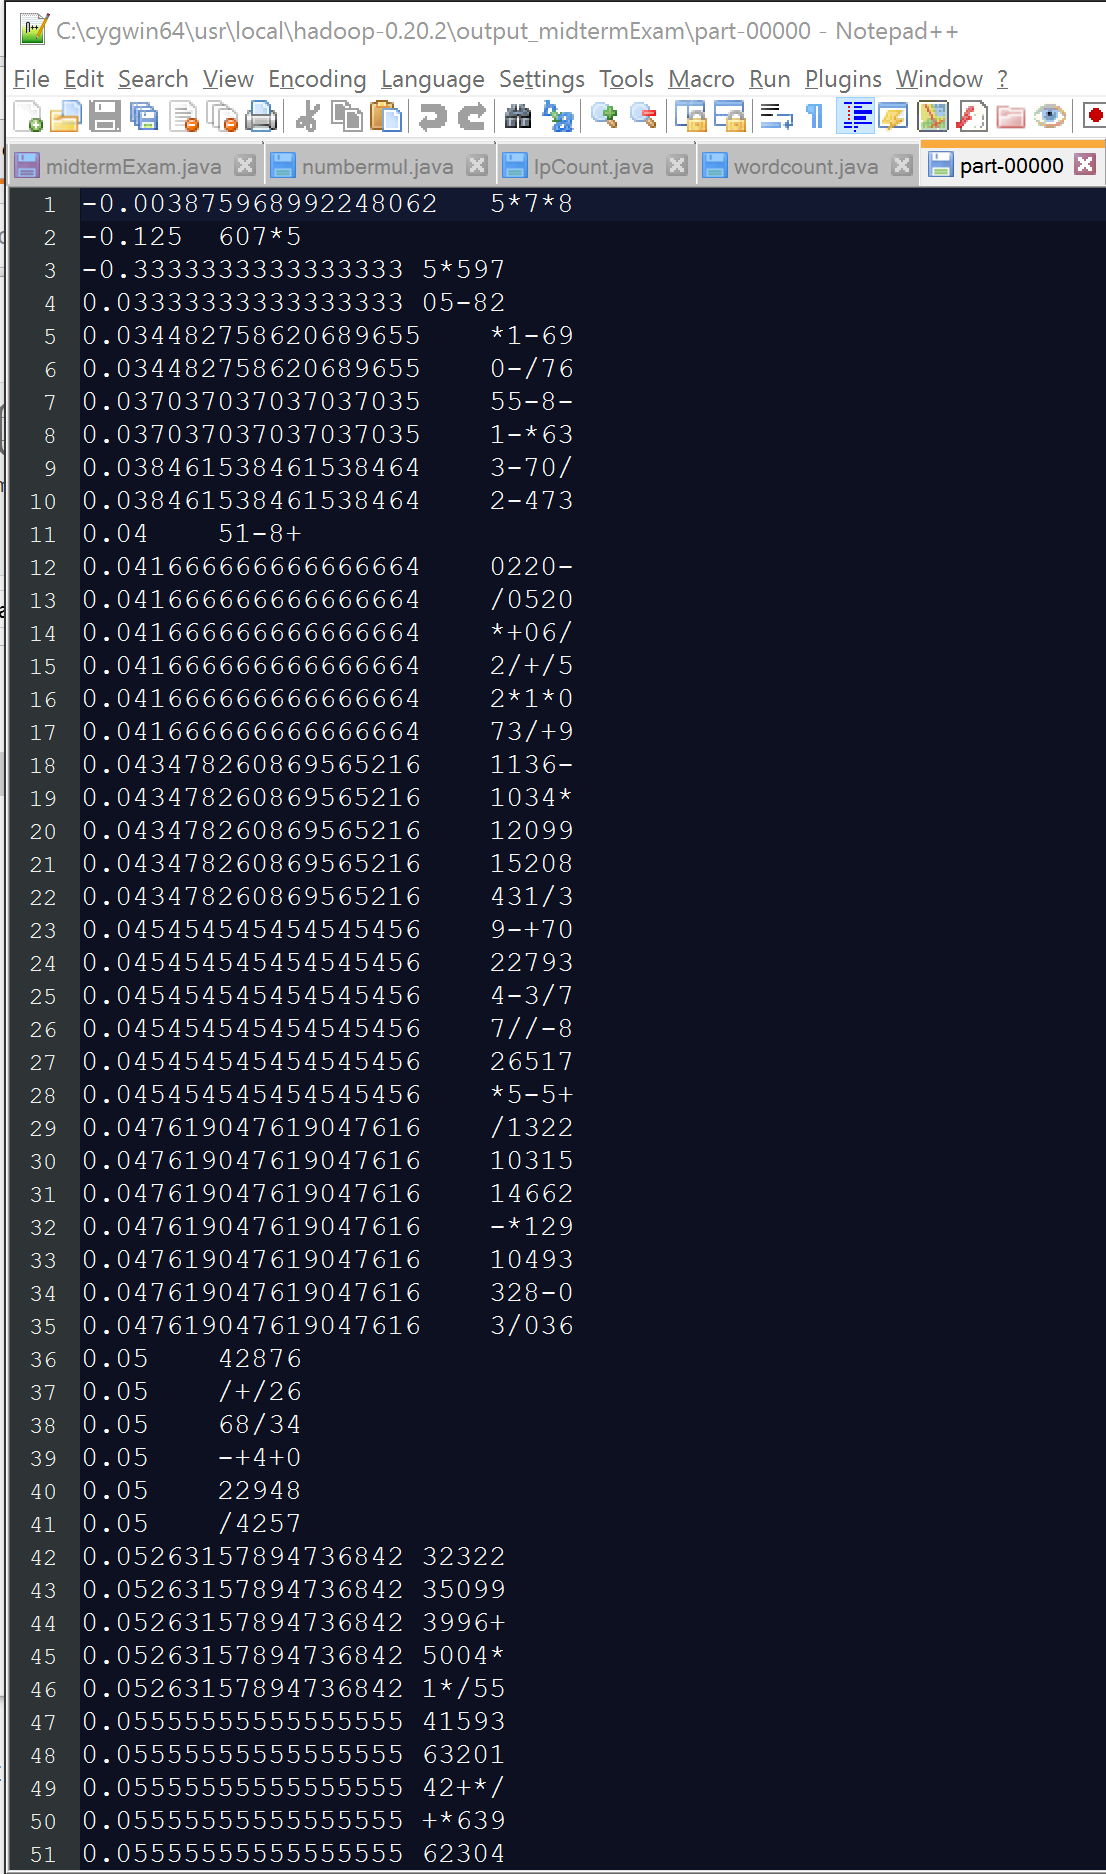 C:\cygwin64\usr\local\hadoop-0.20.2\output_midtermExam\part-00000 - Notepad++
File Edit Search View Encoding Language Settings Tools Macro Run Plugins Window ?
midtermExam.java numbermul.java IpCount.java wordcount.java part-00000
1 -0.003875968992248062 5*7*8
2 -0.125 607*5
3 -0.3333333333333333 5*597
4 0.03333333333333333 05-82
5 0.034482758620689655 *1-69
6 0.034482758620689655 0-/76
7 0.037037037037037035 55-8-
8 0.037037037037037035 1-*63
9 0.038461538461538464 3-70/
10 0.038461538461538464 2-473
11 0.04 51-8+
12 0.041666666666666664 0220-
13 0.041666666666666664 /0520
14 0.041666666666666664 *+06/
15 0.041666666666666664 2/+/5
16 0.041666666666666664 2*1*0
17 0.041666666666666664 73/+9
18 0.043478260869565216 1136-
19 0.043478260869565216 1034*
20 0.043478260869565216 12099
21 0.043478260869565216 15208
22 0.043478260869565216 431/3
23 0.045454545454545456 9-+70
24 0.045454545454545456 22793
25 0.045454545454545456 4-3/7
26 0.045454545454545456 7//-8
27 0.045454545454545456 26517
28 0.045454545454545456 *5-5+
29 0.047619047619047616 /1322
30 0.047619047619047616 10315
31 0.047619047619047616 14662
32 0.047619047619047616 -*129
33 0.047619047619047616 10493
34 0.047619047619047616 328-0
35 0.047619047619047616 3/036
36 0.05 42876
37 0.05 /+/26
38 0.05 68/34
39 0.05 -+4+0
40 0.05 22948
41 0.05 /4257
42 0.05263157894736842 32322
43 0.05263157894736842 35099
44 0.05263157894736842 3996+
45 0.05263157894736842 5004*
46 0.05263157894736842 1*/55
47 0.05555555555555555 41593
48 0.05555555555555555 63201
49 0.05555555555555555 42+*/
50 0.05555555555555555 +*639
51 0.05555555555555555 62304